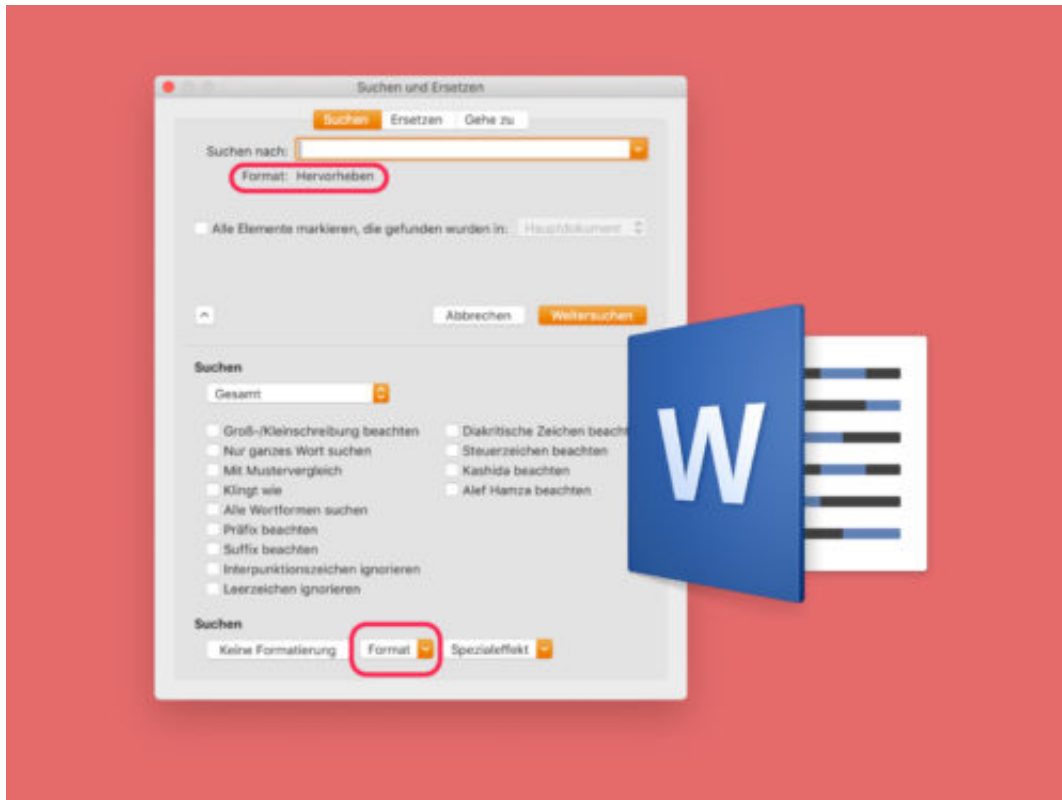 Suchen und Ersetzen
Suchen Ersetzen Gehe zu
Suchen nach:
Format: Hervorheben
Alle Elemente markieren, die gefunden wurden in: Hauptdokument
Abbrechen Weitersuchen
Suchen
Gesamt
Groß-/Kleinschreibung beachten
Nur ganzes Wort suchen
Mit Mustervergleich
Klingt wie
Alle Wortformen suchen
Präfix beachten
Suffix beachten
Interpunktionszeichen ignorieren
Leerzeichen ignorieren
Diakritische Zeichen beacht
Steuerzeichen beachten
Kashida beachten
Alef Hamza beachten
Suchen
Keine Formatierung Format Spezialeffekt
W